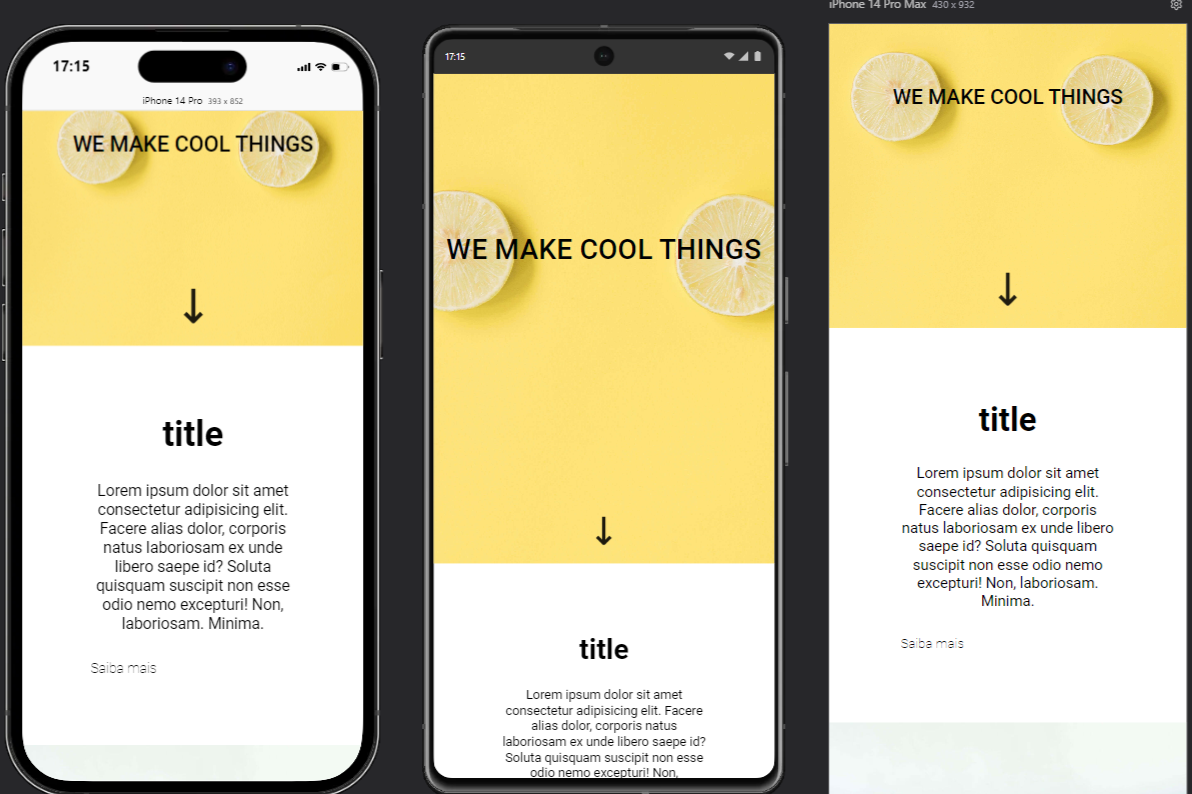 17:15
iPhone 14 Pro 393 x 852
WE MAKE COOL THINGS
title
Lorem ipsum dolor sit amet
consectetur adipisicing elit.
Facere alias dolor, corporis
natus laboriosam ex unde
libero saepe id? Soluta
quisquam suscipit non esse
odio nemo excepturi! Non,
laboriosam. Minima.
Saiba mais
17:15
WE MAKE COOL THINGS
title
Lorem ipsum dolor sit amet
consectetur adipisicing elit. Facere
alias dolor, corporis natus
laboriosam ex unde libero saepe id?
Soluta quisquam suscipit non esse
odio nemo excepturi! Non,
iPhone 14 Pro Max 430 x 932
WE MAKE COOL THINGS
title
Lorem ipsum dolor sit amet
consectetur adipisicing elit.
Facere alias dolor, corporis
natus laboriosam ex unde libero
saepe id? Soluta quisquam
suscipit non esse odio nemo
excepturi! Non, laboriosam.
Minima.
Saiba mais